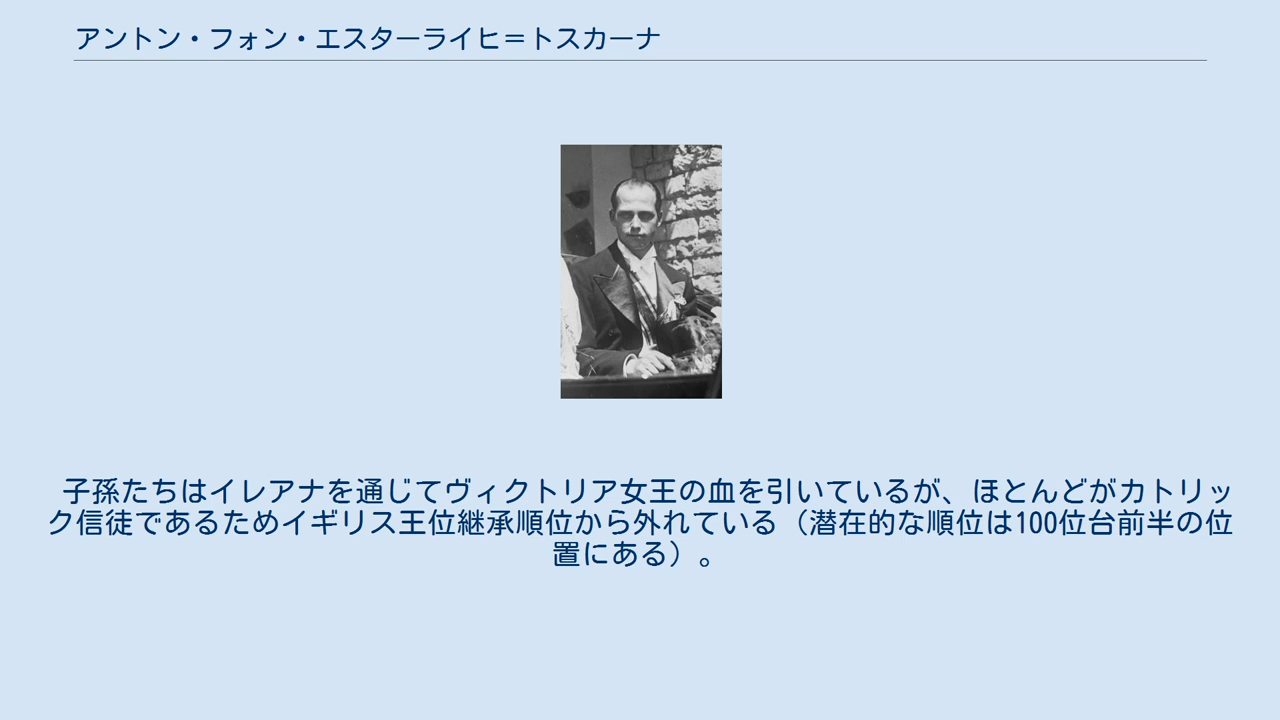 アントン・フォン・エスターライヒ＝トスカーナ
子孫たちはイレアナを通じてヴィクトリア女王の血を引いているが、ほとんどがカトリッ
ク信徒であるためイギリス王位継承順位から外れている（潜在的な順位は100位台前半の位
置にある）。